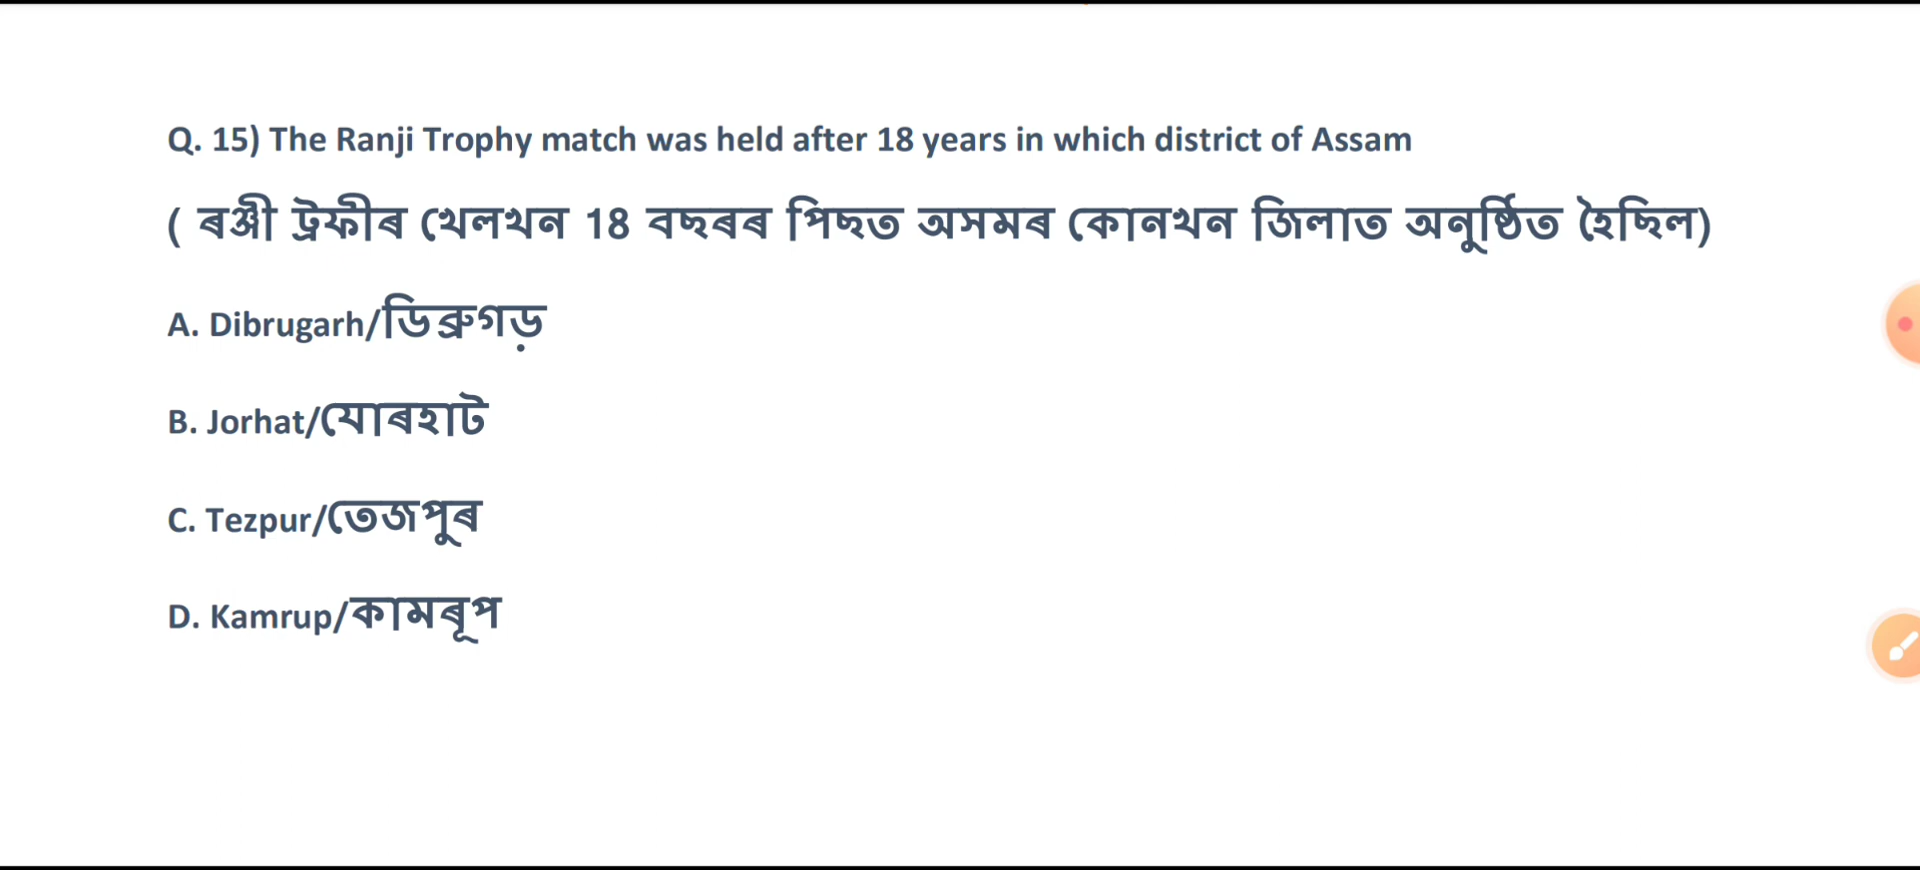 Q. 15) The Ranji Trophy match was held after 18 years in which district of Assam
( ৰঞ্জী ট্ৰফীৰ খেলখন 18 বছৰৰ পিছত অসমৰ কোনখন জিলাত অনুষ্ঠিত হৈছিল)
A. Dibrugarh/ডিব্ৰুগড়
B. Jorhat/যোৰহাট
C. Tezpur/তেজপুৰ
D. Kamrup/কামৰূপ